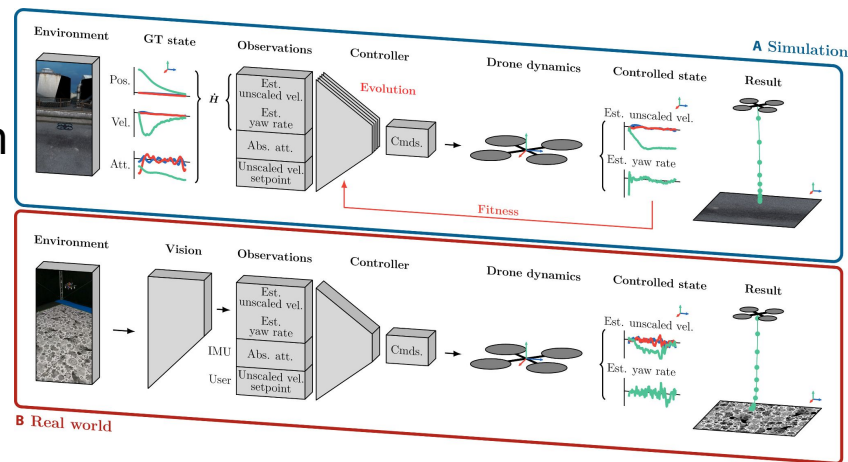 A Simulation
Environment
GT state
Observations
Controller
Drone dynamics
Controlled state
Result
Pos.
Vel.
Att.
Ḣ
Est.
unscaled vel.
Est.
yaw rate
Abs. att.
Unscaled vel.
setpoint
Evolution
Cmds.
Est. unscaled vel.
Est. yaw rate
Fitness
Environment
Vision
Observations
Controller
Drone dynamics
Controlled state
Result
Est.
unscaled vel.
Est.
yaw rate
IMU
Abs. att.
User
Unscaled vel.
setpoint
Cmds.
Est. unscaled vel.
Est. yaw rate
B Real world